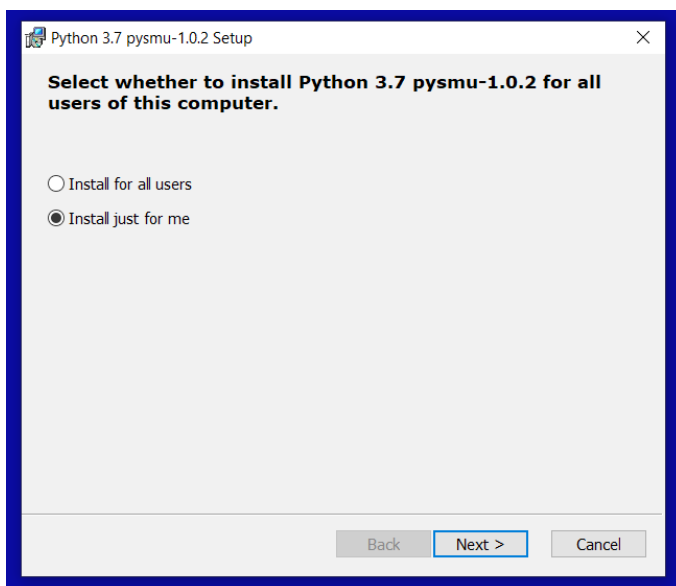 Python 3.7 pysmu-1.0.2 Setup
Select whether to install Python 3.7 pysmu-1.0.2 for all
users of this computer.
Install for all users
Install just for me
Back Next > Cancel